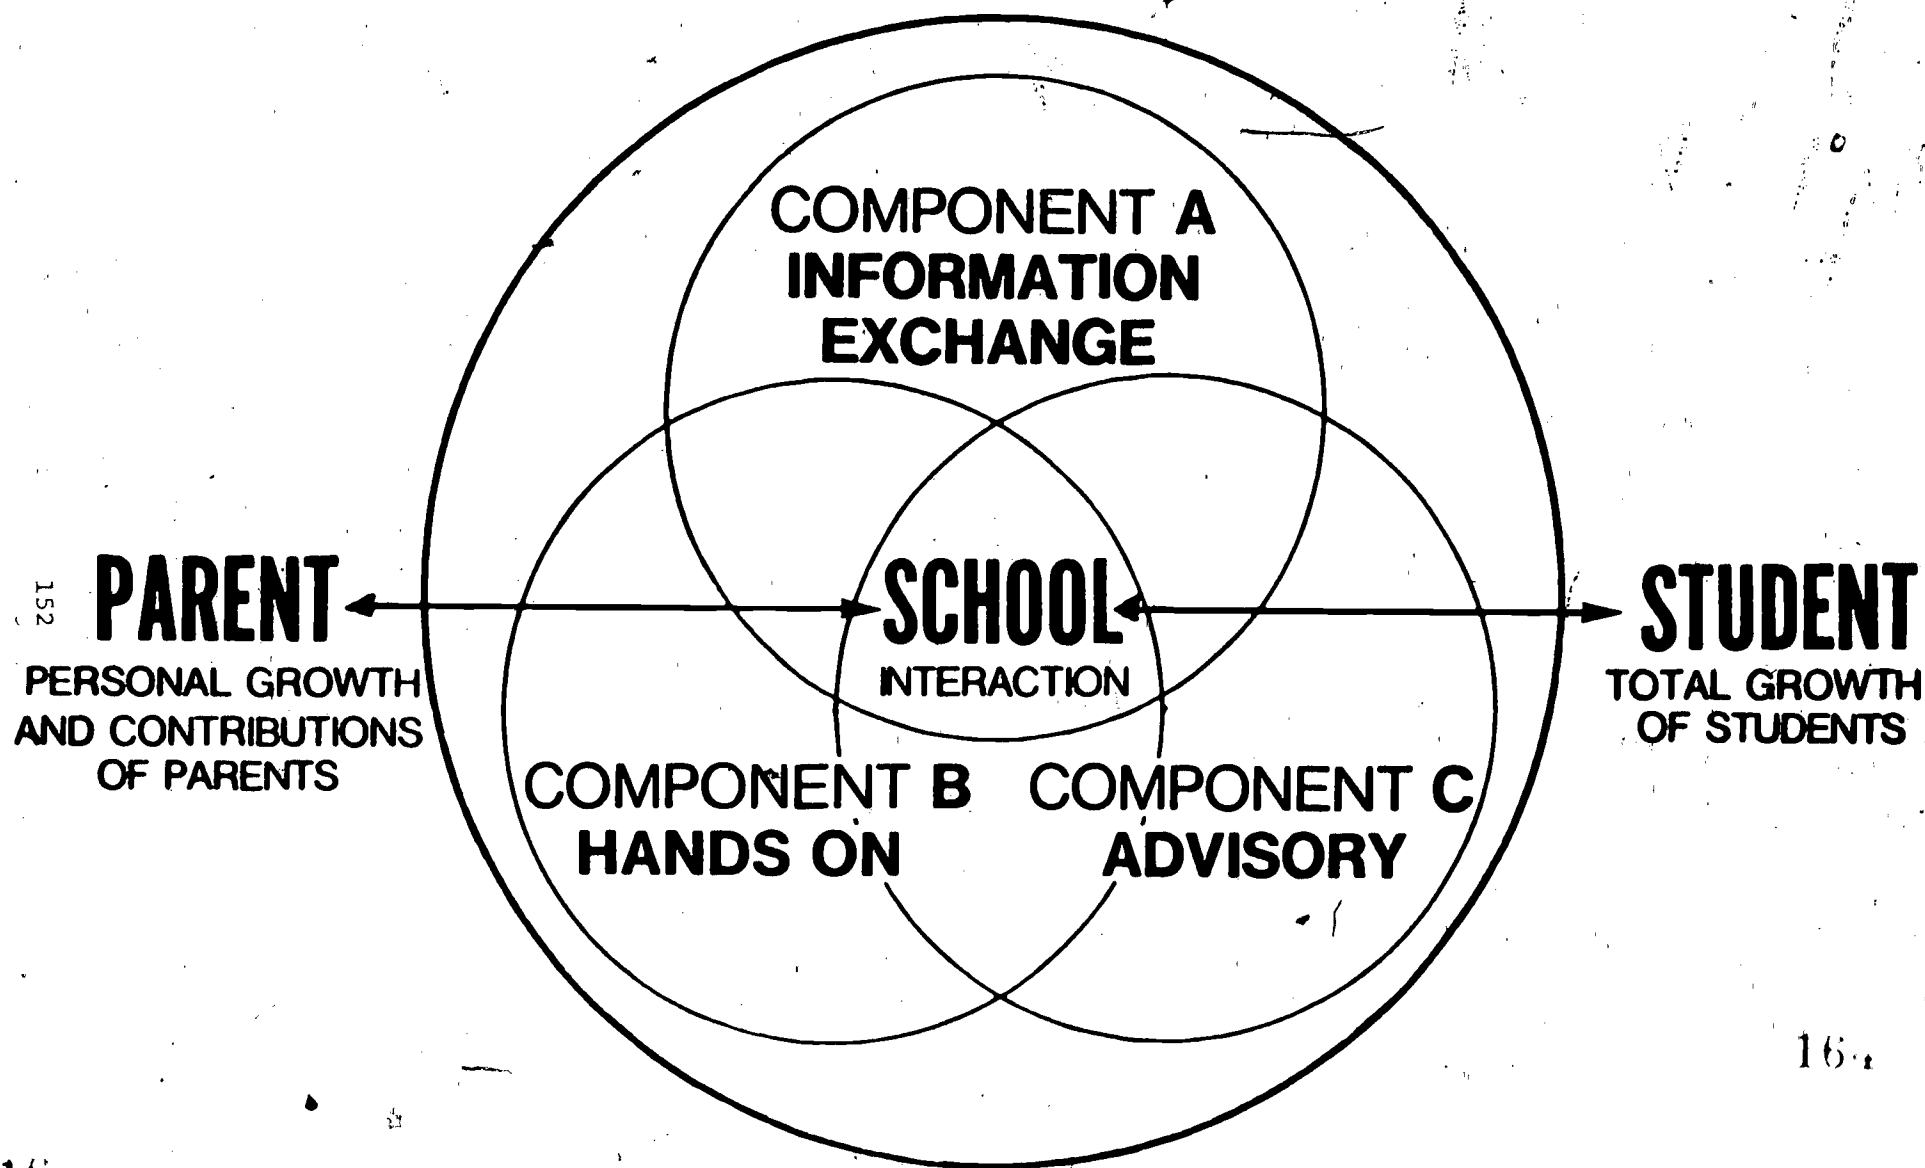 COMPONENT A
INFORMATION
EXCHANGE
PARENT
SCHOOL
STUDENT
152
PERSONAL GROWTH
AND CONTRIBUTIONS
OF PARENTS
INTERACTION
TOTAL GROWTH
OF STUDENTS
COMPONENT B
HANDS ON
COMPONENT C
ADVISORY